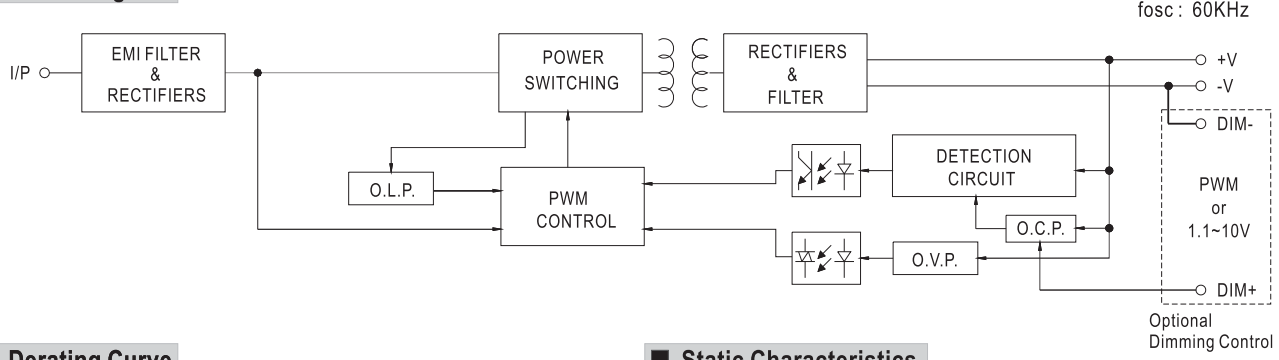 fosc : 60KHz
I/P
EMI FILTER
&
RECTIFIERS
POWER
SWITCHING
RECTIFIERS
&
FILTER
+V
-V
DIM-
O.L.P.
PWM
CONTROL
DETECTION
CIRCUIT
O.C.P.
O.V.P.
PWM
or
1.1~10V
DIM+
Optional
Dimming Control
Derating Curve
Static Characteristics